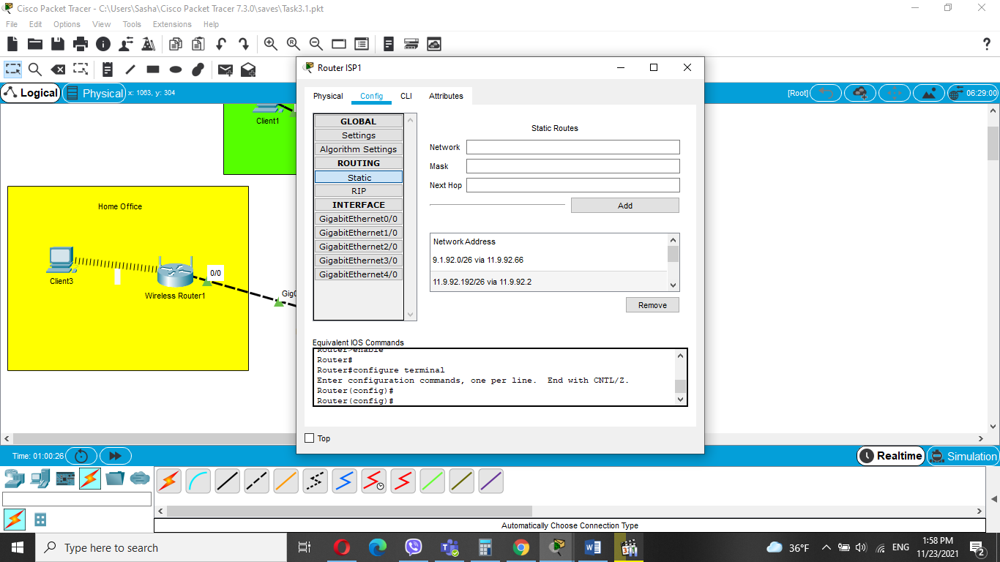 Cisco Packet Tracer - C:\Users\Sasha\Cisco Packet Tracer 7.3.0\saves\Task3.1.pkt
File Edit Options View Tools Extensions Help
Logical Physical x: 1063, y: 304 [Root] 06:29:00
Client1
Home Office
Client3
0/0
Wireless Router1
Router ISP1
Physical Config CLI Attributes
GLOBAL
Settings
Algorithm Settings
ROUTING
Static
RIP
INTERFACE
GigabitEthernet0/0
GigabitEthernet1/0
GigabitEthernet2/0
GigabitEthernet3/0
GigabitEthernet4/0
Static Routes
Network
Mask
Next Hop
Add
Network Address
9.1.92.0/26 via 11.9.92.66
11.9.92.192/26 via 11.9.92.2
Remove
Equivalent IOS Commands
Router>enable
Router#
Router#configure terminal
Enter configuration commands, one per line. End with CNTL/Z.
Router(config)#
Router(config)#
Top
Time: 01:00:26 Realtime Simulation
Automatically Choose Connection Type
Type here to search
36°F ENG 1:58 PM
11/23/2021
2